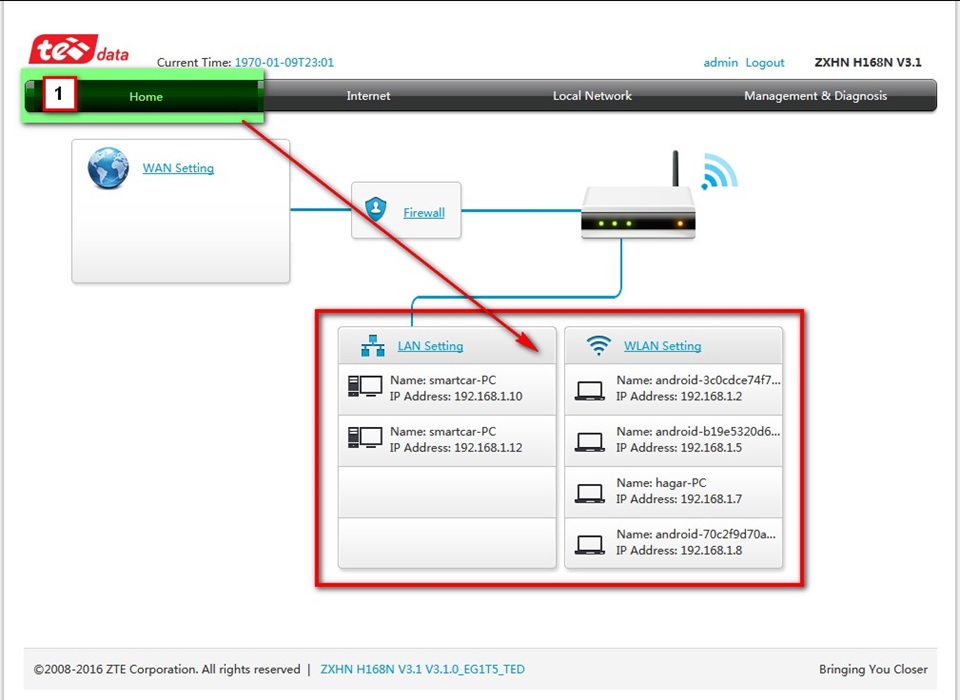 te data
Current Time: 1970-01-09T23:01
admin Logout
ZXHN H168N V3.1
1
Home
Internet
Local Network
Management & Diagnosis
WAN Setting
Firewall
LAN Setting
Name: smartcar-PC
IP Address: 192.168.1.10
Name: smartcar-PC
IP Address: 192.168.1.12
WLAN Setting
Name: android-3c0cdce74f7...
IP Address: 192.168.1.2
Name: android-b19e5320d6...
IP Address: 192.168.1.5
Name: hagar-PC
IP Address: 192.168.1.7
Name: android-70c2f9d70a...
IP Address: 192.168.1.8
©2008-2016 ZTE Corporation. All rights reserved | ZXHN H168N V3.1 V3.1.0_EG1T5_TED
Bringing You Closer